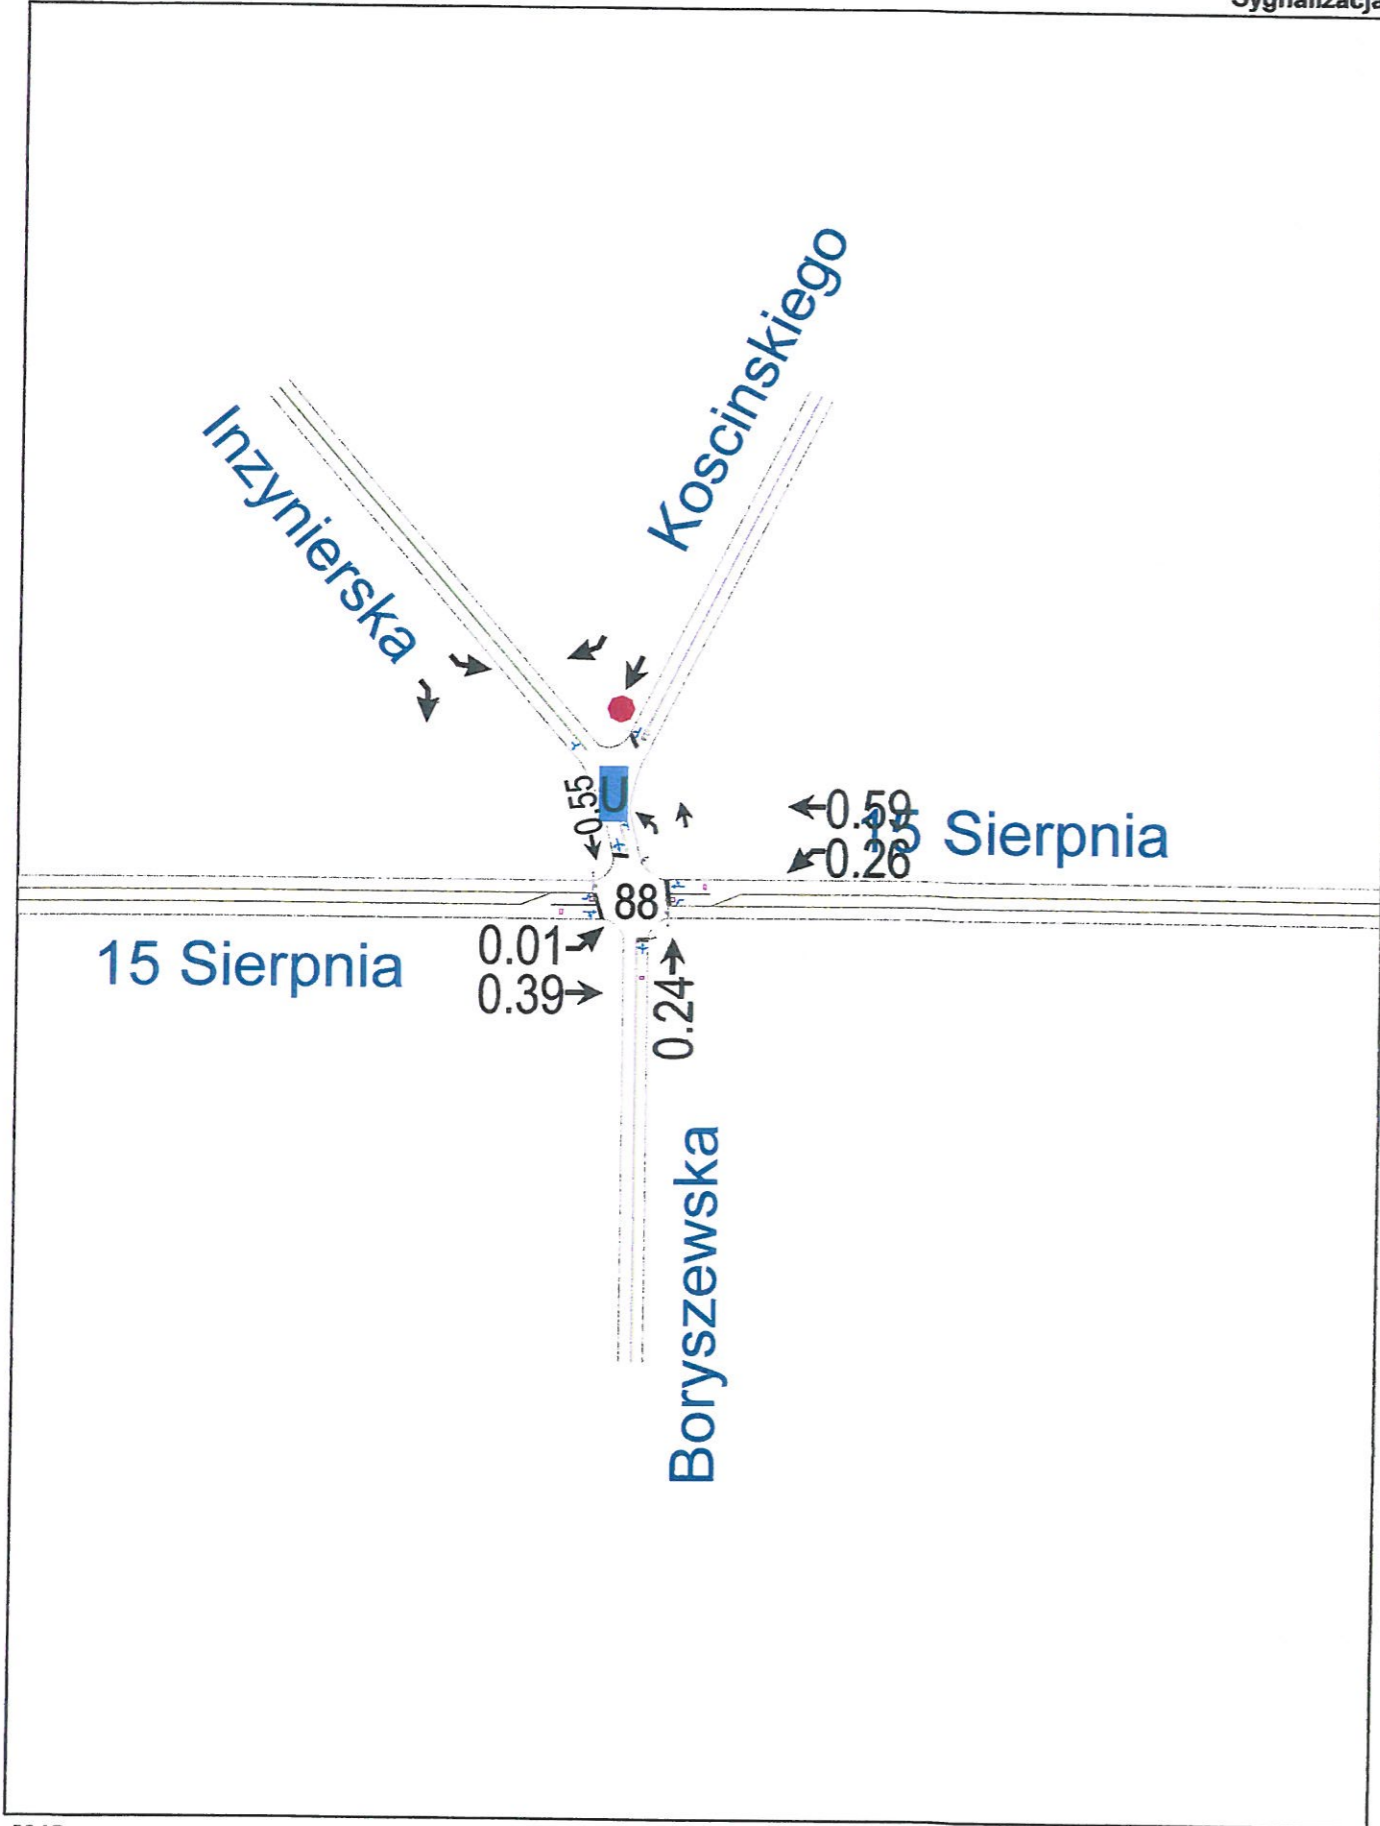 Sygnalizacja
Koscinskiego
Inzynierska
0.55
U
0.59
15 Sierpnia
0.26
88
15 Sierpnia
0.01
0.39
0.24
Boryszewska